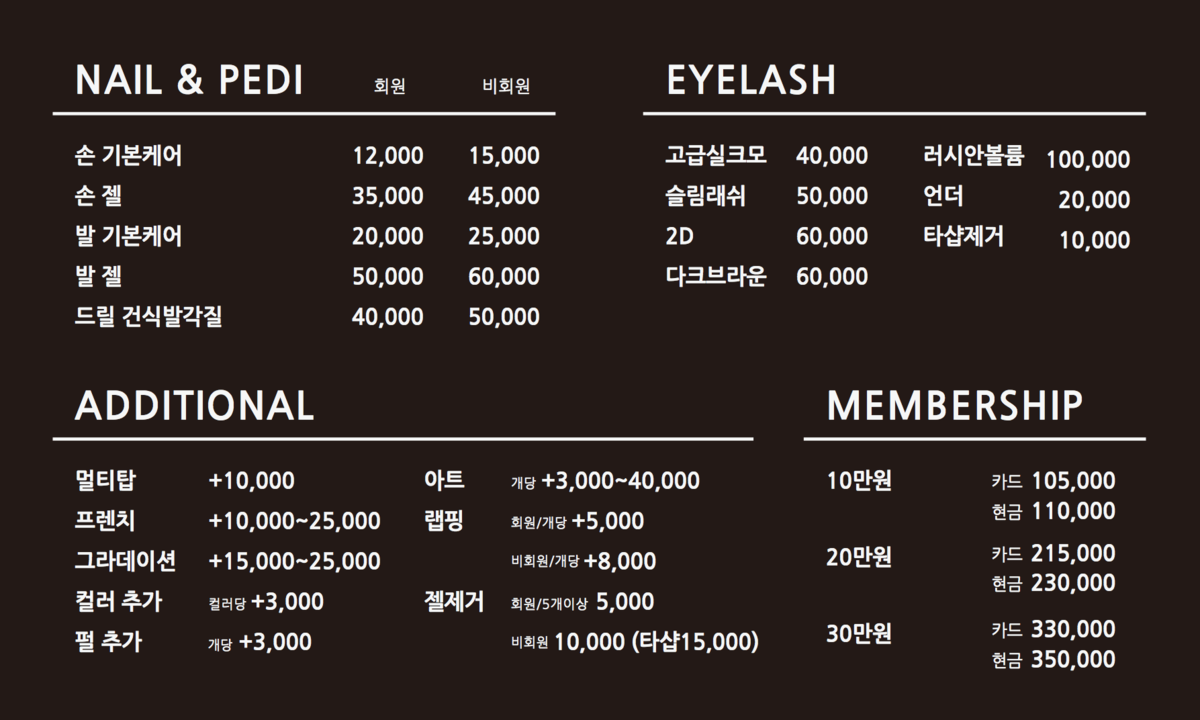 NAIL & PEDI 회원 비회원
손 기본케어 12,000 15,000
손 젤 35,000 45,000
발 기본케어 20,000 25,000
발 젤 50,000 60,000
드릴 건식발각질 40,000 50,000
EYELASH
고급실크모 40,000 러시안볼륨 100,000
슬림래쉬 50,000 언더 20,000
2D 60,000 타샵제거 10,000
다크브라운 60,000
ADDITIONAL
멀티탑 +10,000 아트 개당 +3,000~40,000
프렌치 +10,000~25,000 랩핑 회원/개당 +5,000
그라데이션 +15,000~25,000 비회원/개당 +8,000
컬러 추가 컬러당 +3,000 젤제거 회원/5개이상 5,000
펄 추가 개당 +3,000 비회원 10,000 (타샵15,000)
MEMBERSHIP
10만원 카드 105,000
현금 110,000
20만원 카드 215,000
현금 230,000
30만원 카드 330,000
현금 350,000